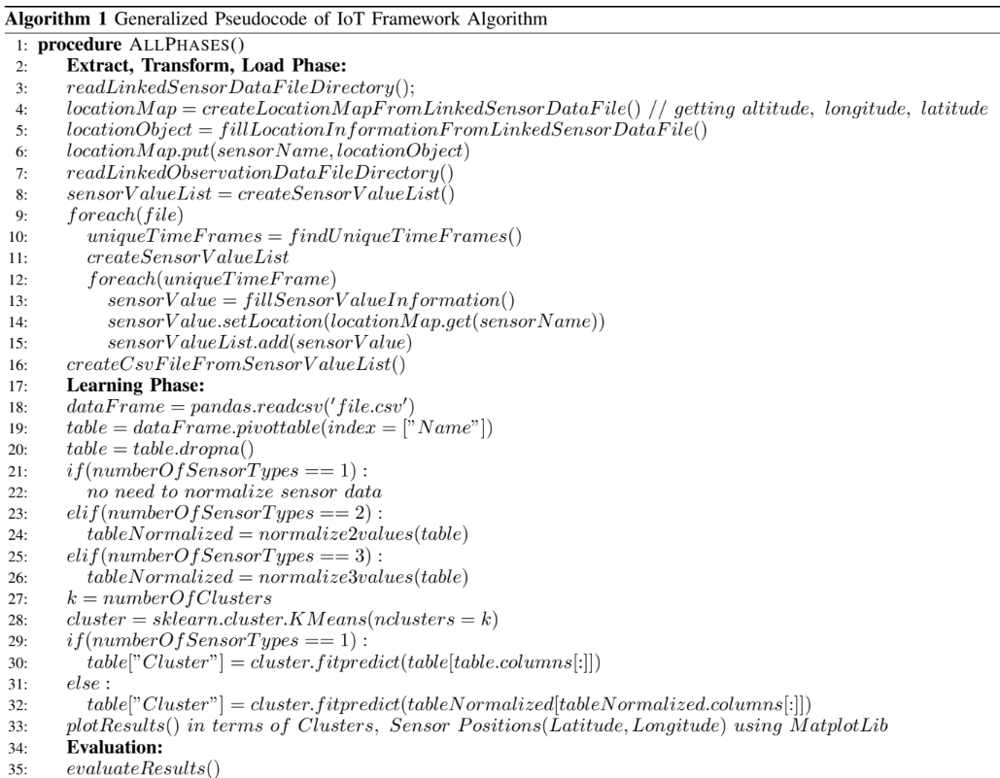 Algorithm 1 Generalized Pseudocode of IoT Framework Algorithm
1: procedure ALLPHASES()
2: Extract, Transform, Load Phase:
3: readLinkedSensorDataFileDirectory();
4: locationMap = createLocationMapFromLinkedSensorDataFile() // getting altitude, longitude, latitude
5: locationObject = fillLocationInformationFromLinkedSensorDataFile()
6: locationMap.put(sensorName, locationObject)
7: readLinkedObservationDataFileDirectory()
8: sensorValueList = createSensorValueList()
9: foreach(file)
10: uniqueTimeFrames = findUniqueTimeFrames()
11: createSensorValueList
12: foreach(uniqueTimeFrame)
13: sensorValue = fillSensorValueInformation()
14: sensorValue.setLocation(locationMap.get(sensorName))
15: sensorValueList.add(sensorValue)
16: createCsvFileFromSensorValueList()
17: Learning Phase:
18: dataFrame = pandas.readcsv('file.csv')
19: table = dataFrame.pivottable(index = ["Name"])
20: table = table.dropna()
21: if(numberOfSensorTypes == 1) :
22: no need to normalize sensor data
23: elif(numberOfSensorTypes == 2) :
24: tableNormalized = normalize2values(table)
25: elif(numberOfSensorTypes == 3) :
26: tableNormalized = normalize3values(table)
27: k = numberOfClusters
28: cluster = sklearn.cluster.KMeans(nclusters = k)
29: if(numberOfSensorTypes == 1) :
30: table["Cluster"] = cluster.fitpredict(table[table.columns[:]])
31: else :
32: table["Cluster"] = cluster.fitpredict(tableNormalized[tableNormalized.columns[:]])
33: plotResults() in terms of Clusters, Sensor Positions(Latitude, Longitude) using MatplotLib
34: Evaluation:
35: evaluateResults()